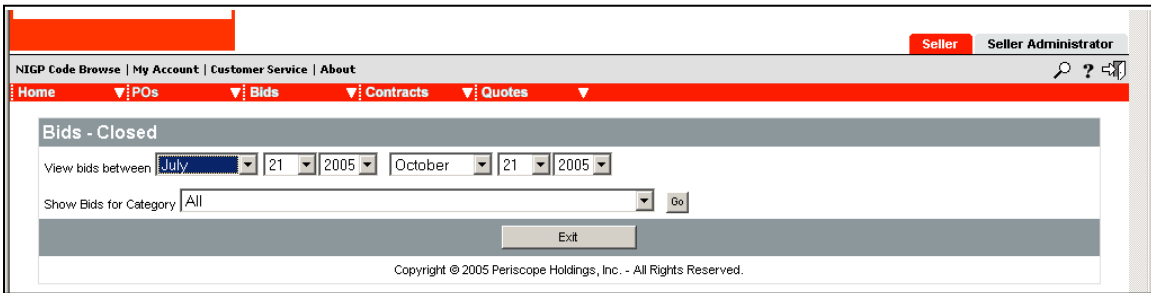 Seller Seller Administrator
NIGP Code Browse | My Account | Customer Service | About ?
Home POs Bids Contracts Quotes
Bids - Closed
View bids between July 21 2005 October 21 2005
Show Bids for Category All Go
Exit
Copyright © 2005 Periscope Holdings, Inc. - All Rights Reserved.